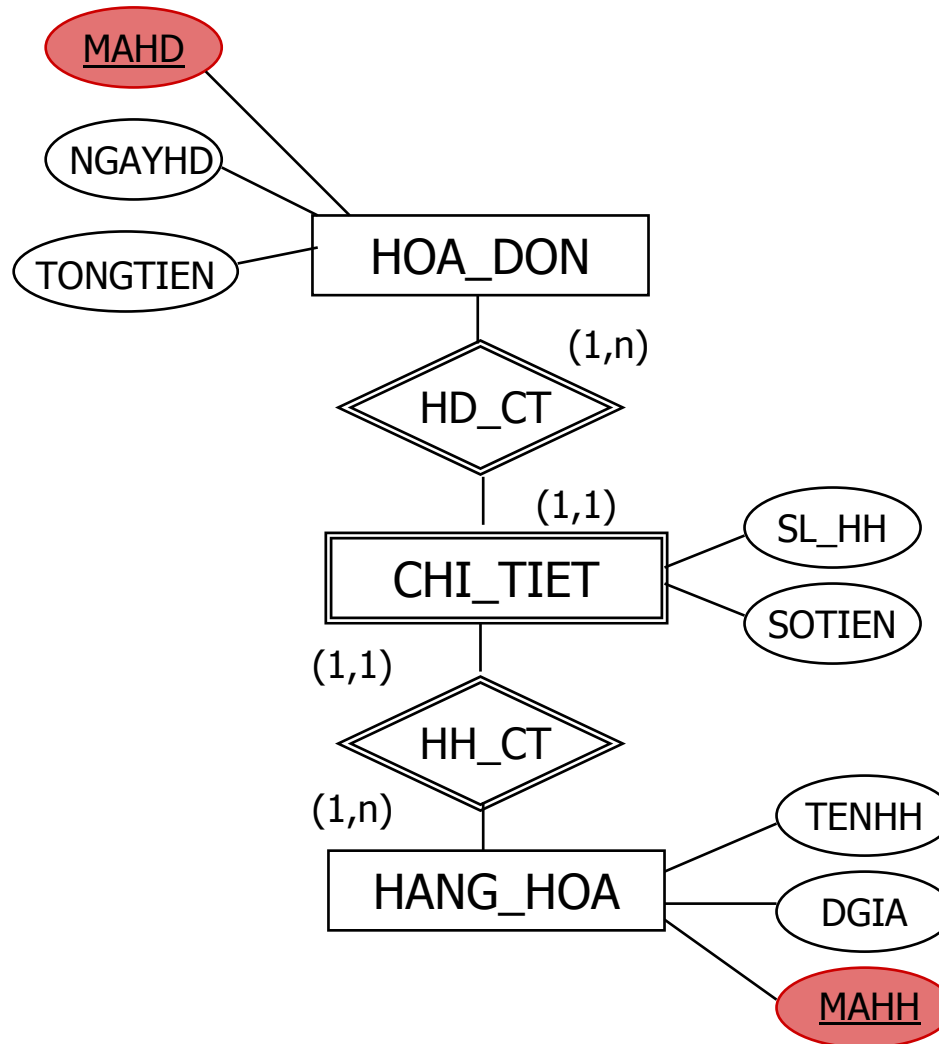 MAHD
NGAYHD
TONGTIEN
HOA_DON
(1,n)
HD_CT
(1,1)
SL_HH
CHI_TIET
SOTIEN
(1,1)
HH_CT
(1,n)
TENHH
HANG_HOA
DGIA
MAHH